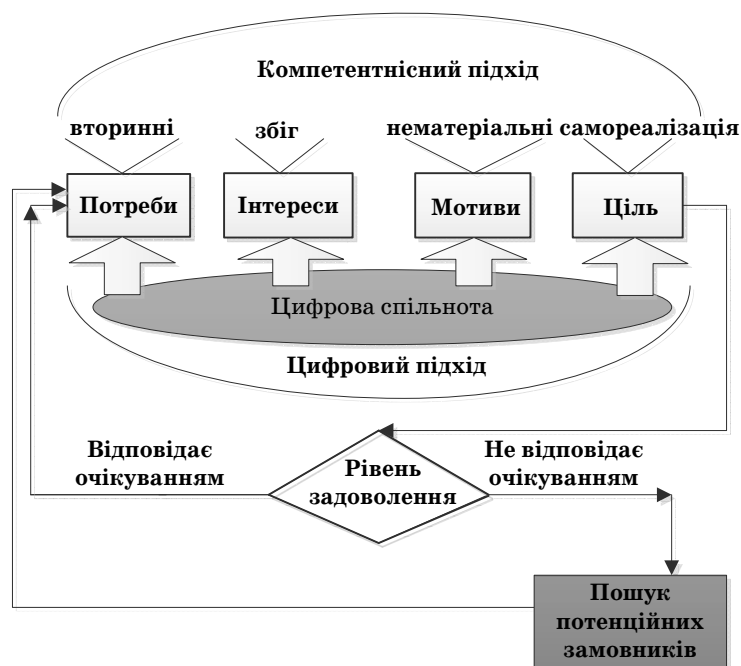 Компетентнісний підхід
вторинні збіг нематеріальні самореалізація
Потреби Інтереси Мотиви Ціль
Цифрова спільнота
Цифровий підхід
Відповідає
очікуванням
Рівень
задоволення
Не відповідає
очікуванням
Пошук
потенційних
замовників